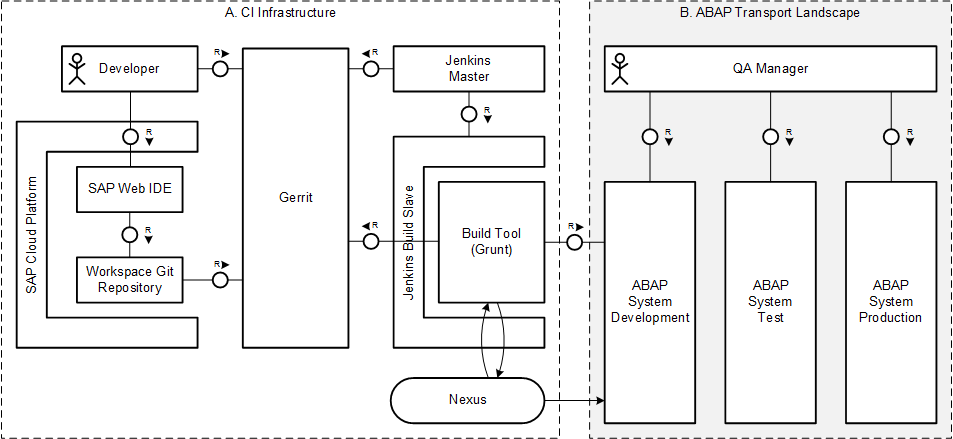 A. CI Infrastructure
B. ABAP Transport Landscape
Developer
R
R
Jenkins
Master
QA Manager
R
R
R
R
R
SAP Cloud Platform
SAP Web IDE
R
Workspace Git
Repository
R
Gerrit
R
Jenkins Build Slave
Build Tool
(Grunt)
R
ABAP
System
Development
ABAP
System
Test
ABAP
System
Production
Nexus